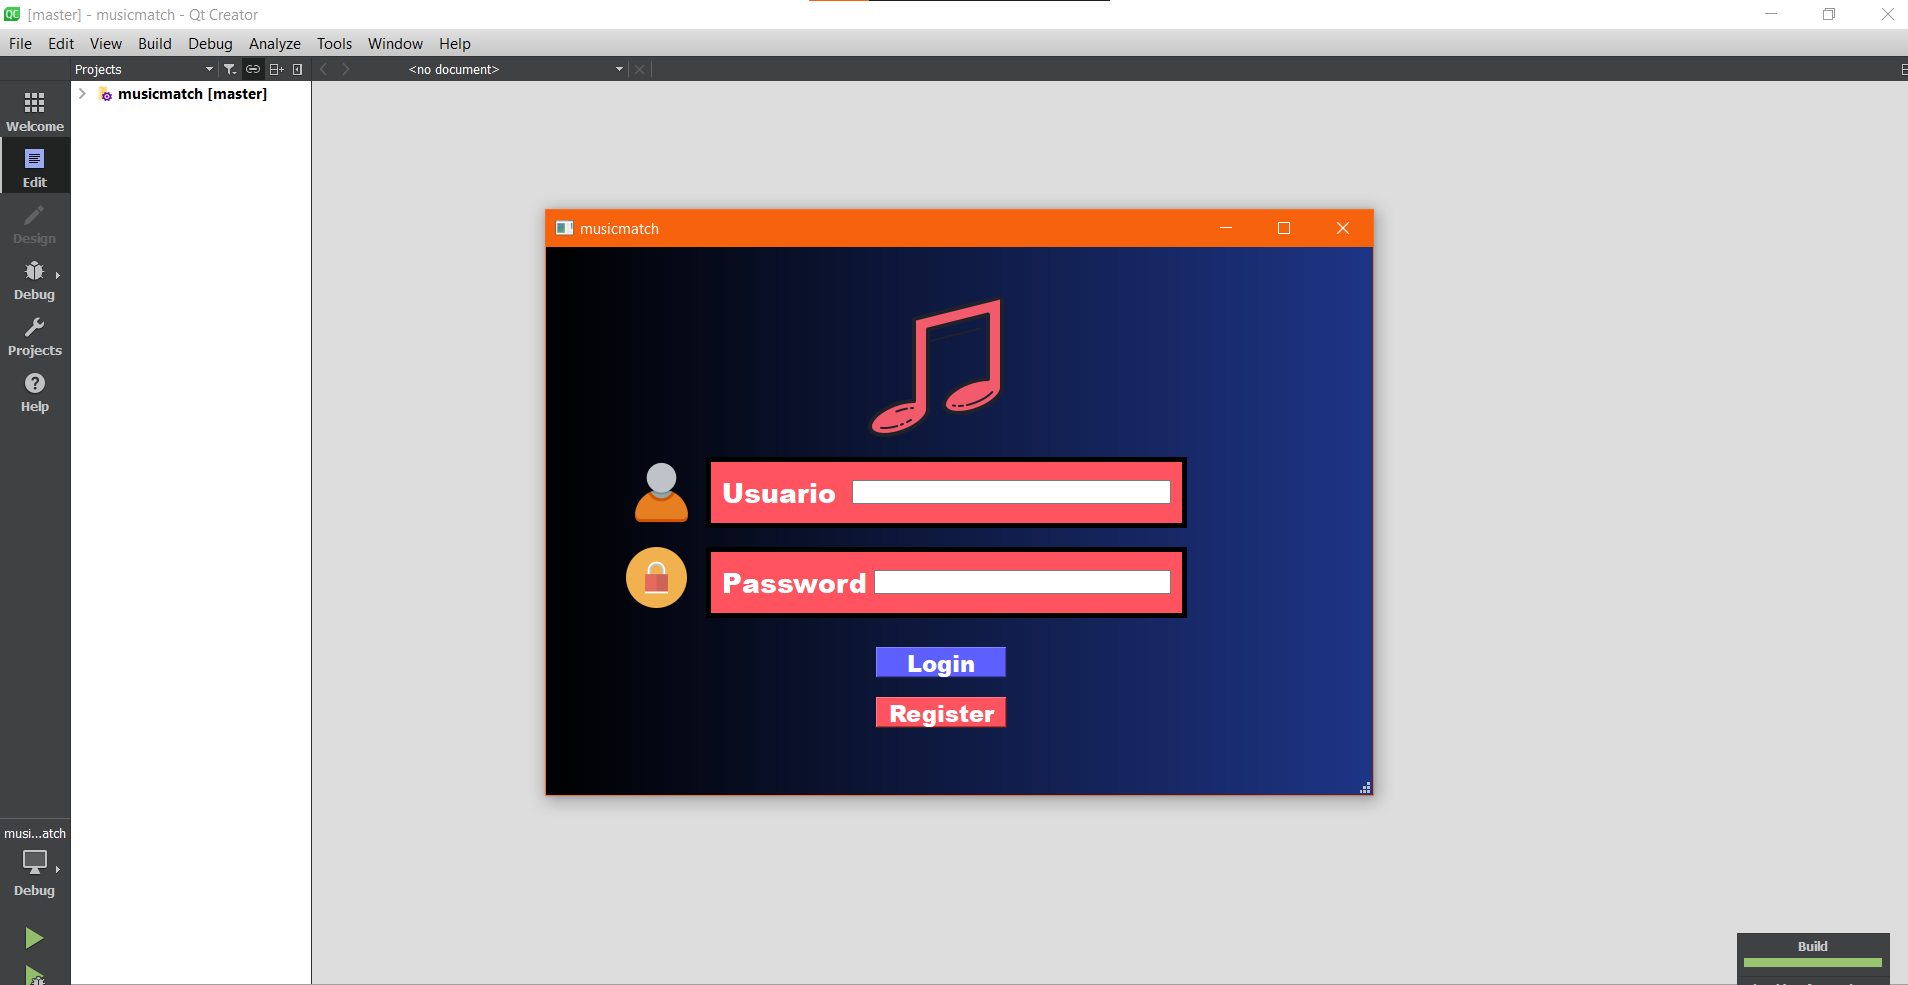 QC [master] - musicmatch - Qt Creator
File Edit View Build Debug Analyze Tools Window Help
Projects <no document>
musicmatch [master]
Welcome
Edit
Design
Debug
Projects
Help
musicmatch
Usuario
Password
Login
Register
musi...atch
Debug
Build